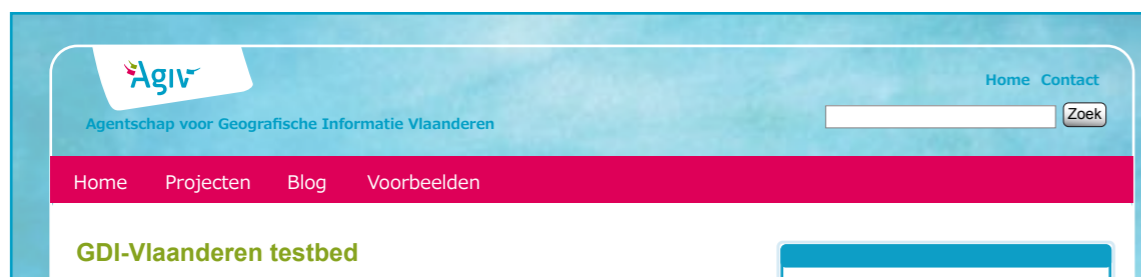 Agiv
Home Contact
Agentschap voor Geografische Informatie Vlaanderen
Zoek
Home Projecten Blog Voorbeelden
GDI-Vlaanderen testbed